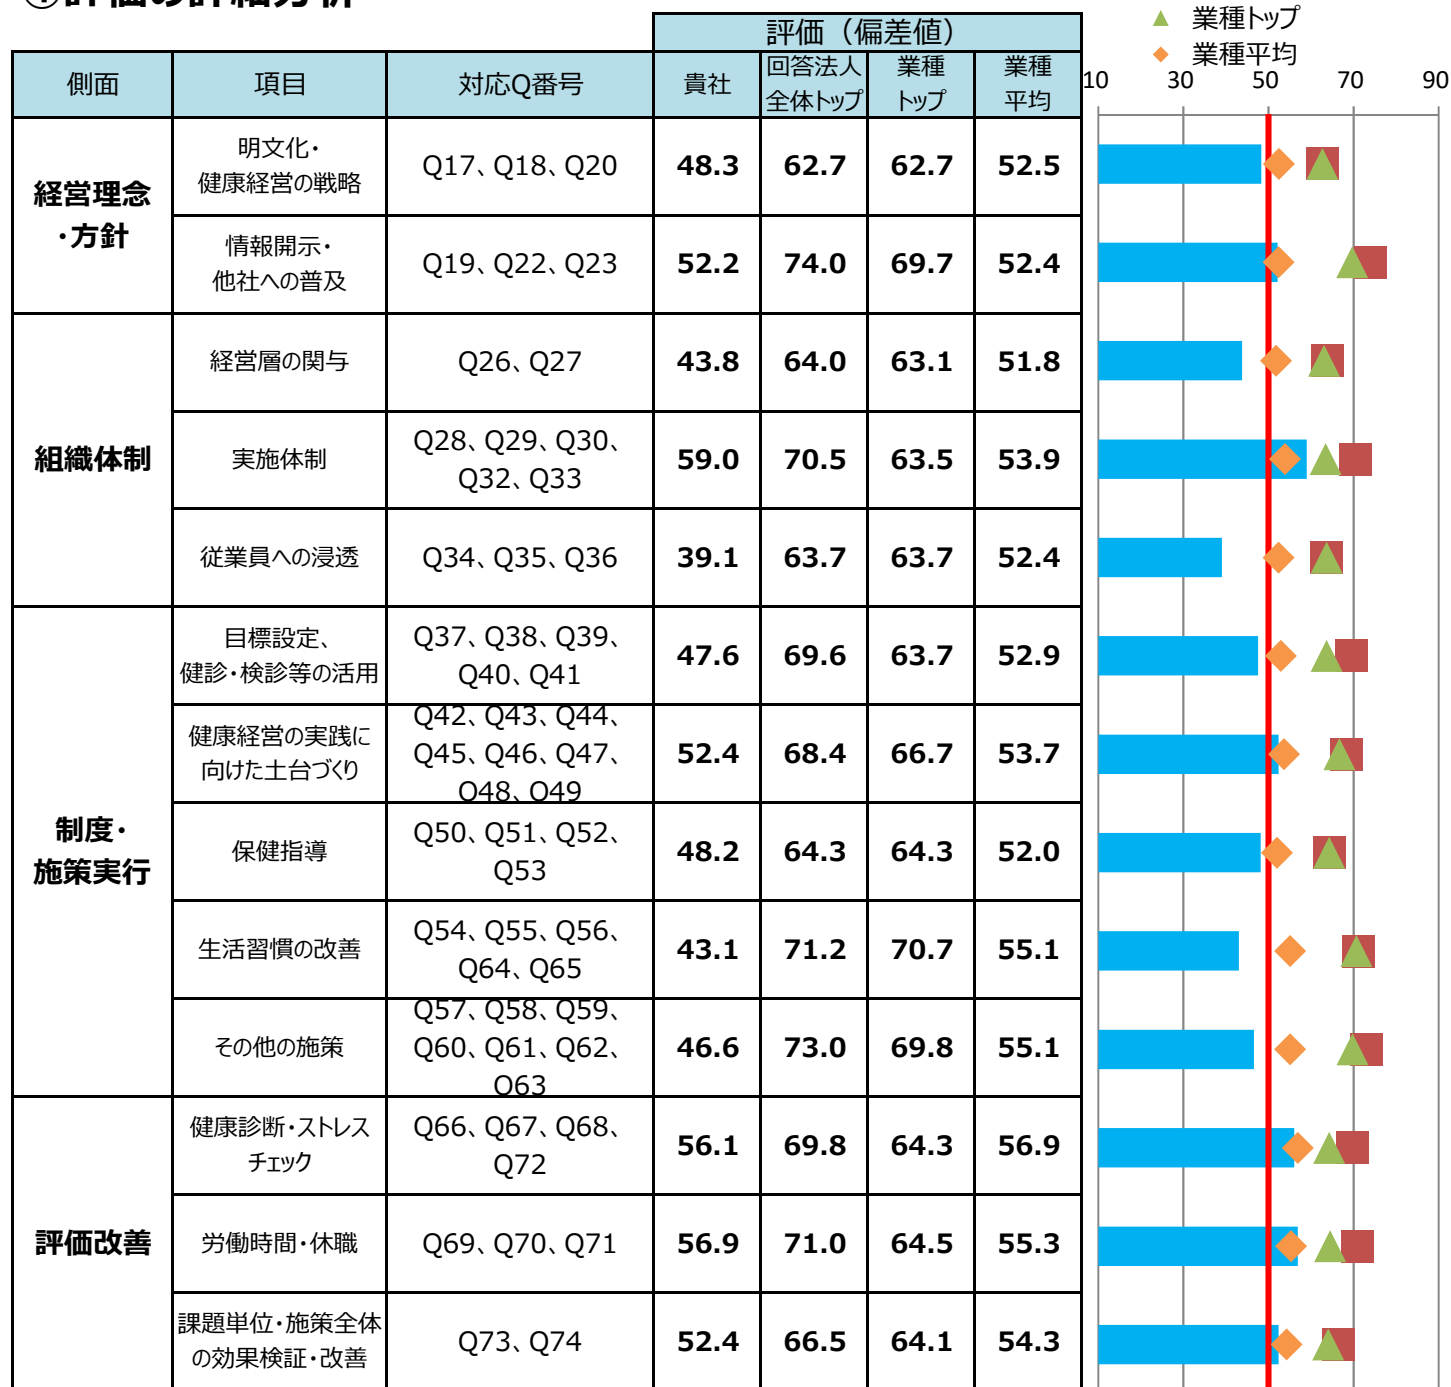 ①評価の詳細分析
▲ 業種トップ
◆ 業種平均
評価（偏差値）
側面 項目 対応Q番号 貴社 回答法人全体トップ 業種トップ 業種平均
10 30 50 70 90
経営理念
・方針
明文化・
健康経営の戦略
Q17、Q18、Q20 48.3 62.7 62.7 52.5
情報開示・
他社への普及
Q19、Q22、Q23 52.2 74.0 69.7 52.4
組織体制
経営層の関与 Q26、Q27 43.8 64.0 63.1 51.8
実施体制
Q28、Q29、Q30、
Q32、Q33
59.0 70.5 63.5 53.9
従業員への浸透 Q34、Q35、Q36 39.1 63.7 63.7 52.4
制度・
施策実行
目標設定、
健診・検診等の活用
Q37、Q38、Q39、
Q40、Q41
47.6 69.6 63.7 52.9
健康経営の実践に
向けた土台づくり
Q42、Q43、Q44、
Q45、Q46、Q47、
Q48、Q49
52.4 68.4 66.7 53.7
保健指導
Q50、Q51、Q52、
Q53
48.2 64.3 64.3 52.0
生活習慣の改善
Q54、Q55、Q56、
Q64、Q65
43.1 71.2 70.7 55.1
その他の施策
Q57、Q58、Q59、
Q60、Q61、Q62、
Q63
46.6 73.0 69.8 55.1
評価改善
健康診断・ストレス
チェック
Q66、Q67、Q68、
Q72
56.1 69.8 64.3 56.9
労働時間・休職 Q69、Q70、Q71 56.9 71.0 64.5 55.3
課題単位・施策全体
の効果検証・改善
Q73、Q74 52.4 66.5 64.1 54.3